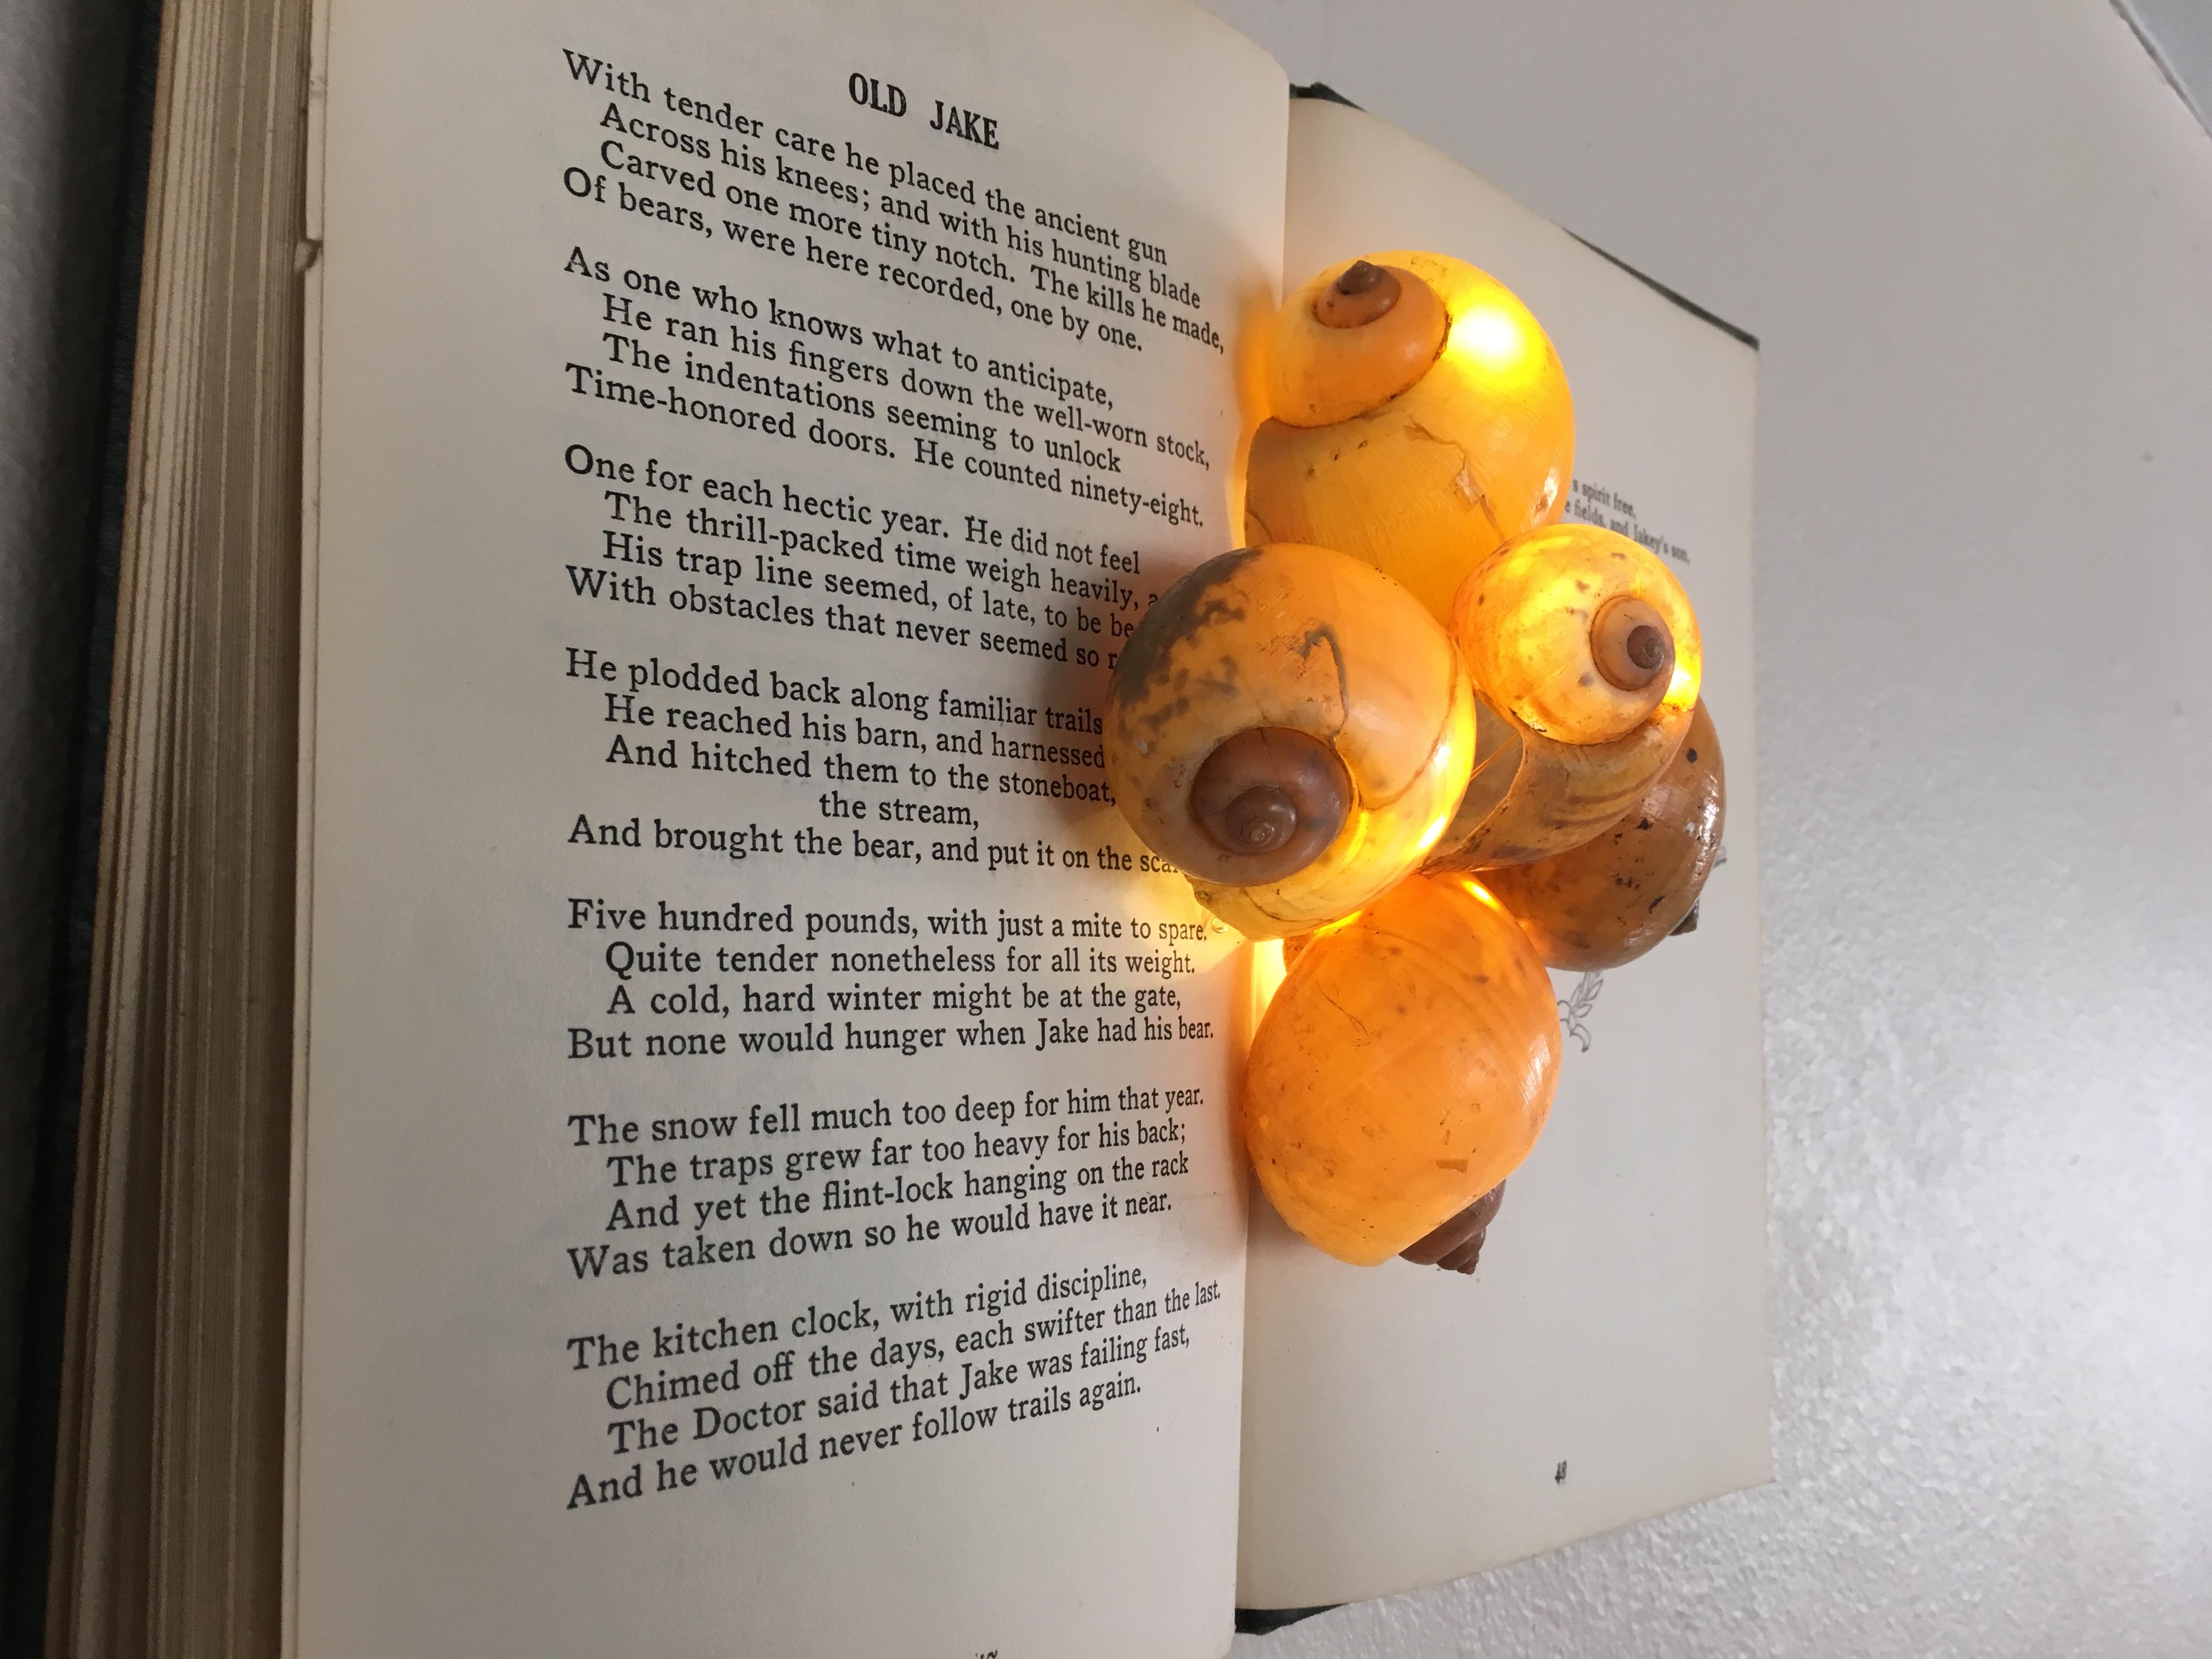 OLD JAKE
With tender care he placed the ancient gun
Across his knees; and with his hunting blade
Carved one more tiny notch. The kills he made,
Of bears, were here recorded, one by one.
As one who knows what to anticipate,
He ran his fingers down the well-worn stock,
The indentations seeming to unlock
Time-honored doors. He counted ninety-eight.
One for each hectic year. He did not feel
The thrill-packed time weigh heavily,
His trap line seemed, of late, to be
With obstacles that never seemed so
He plodded back along familiar trails
He reached his barn, and harnessed
And hitched them to the stoneboat,
the stream,
And brought the bear, and put it on the
Five hundred pounds, with just a mite to spare.
Quite tender nonetheless for all its weight.
A cold, hard winter might be at the gate,
But none would hunger when Jake had his bear.
The snow fell much too deep for him that year.
The traps grew far too heavy for his back;
And yet the flint-lock hanging on the rack
Was taken down so he would have it near.
The kitchen clock, with rigid discipline,
Chimed off the days, each swifter than the last.
The Doctor said that Jake was failing fast,
And he would never follow trails again.
spirit free,
fields, and Jakey's son.
48